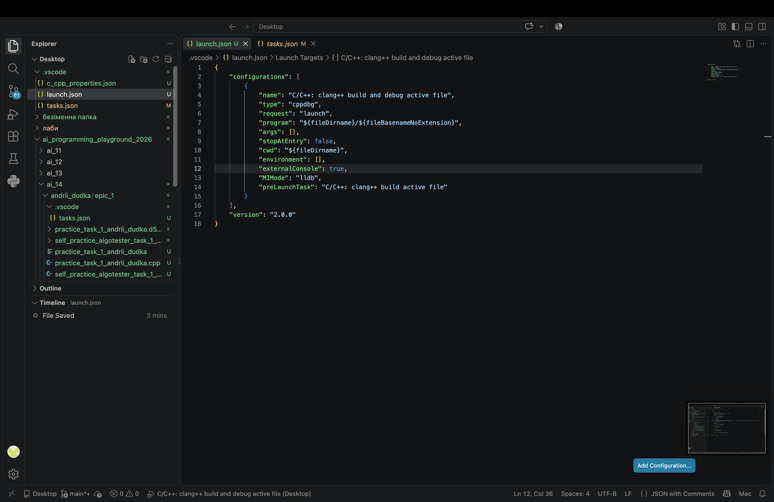 Desktop
Explorer
launch.json U
tasks.json M
Desktop
.vscode > {} launch.json > Launch Targets > {} C/C++: clang++ build and debug active file
.vscode
c_cpp_properties.json U
launch.json U
tasks.json M
безіменна папка
лаби
ai_programming_playground_2026
ai_11
ai_12
ai_13
ai_14
andrii_dudka / epic_1
.vscode
tasks.json U
practice_task_1_andrii_dudka.dS...
self_practice_algotester_task_1_...
practice_task_1_andrii_dudka U
practice_task_1_andrii_dudka.cpp U
self_practice_algotester_task_1_... U
Outline
Timeline launch.json
File Saved 3 mins
1 {
2 "configurations": [
3 {
4 "name": "C/C++: clang++ build and debug active file",
5 "type": "cppdbg",
6 "request": "launch",
7 "program": "${fileDirname}/${fileBasenameNoExtension}",
8 "args": [],
9 "stopAtEntry": false,
10 "cwd": "${fileDirname}",
11 "environment": [],
12 "externalConsole": true,
13 "MIMode": "lldb",
14 "preLaunchTask": "C/C++: clang++ build active file"
15 }
16 ],
17 "version": "2.0.0"
18 }
Add Configuration...
Desktop main*+ 0 0 C/C++: clang++ build and debug active file (Desktop) Ln 12, Col 36 Spaces: 4 UTF-8 LF {} JSON with Comments Mac